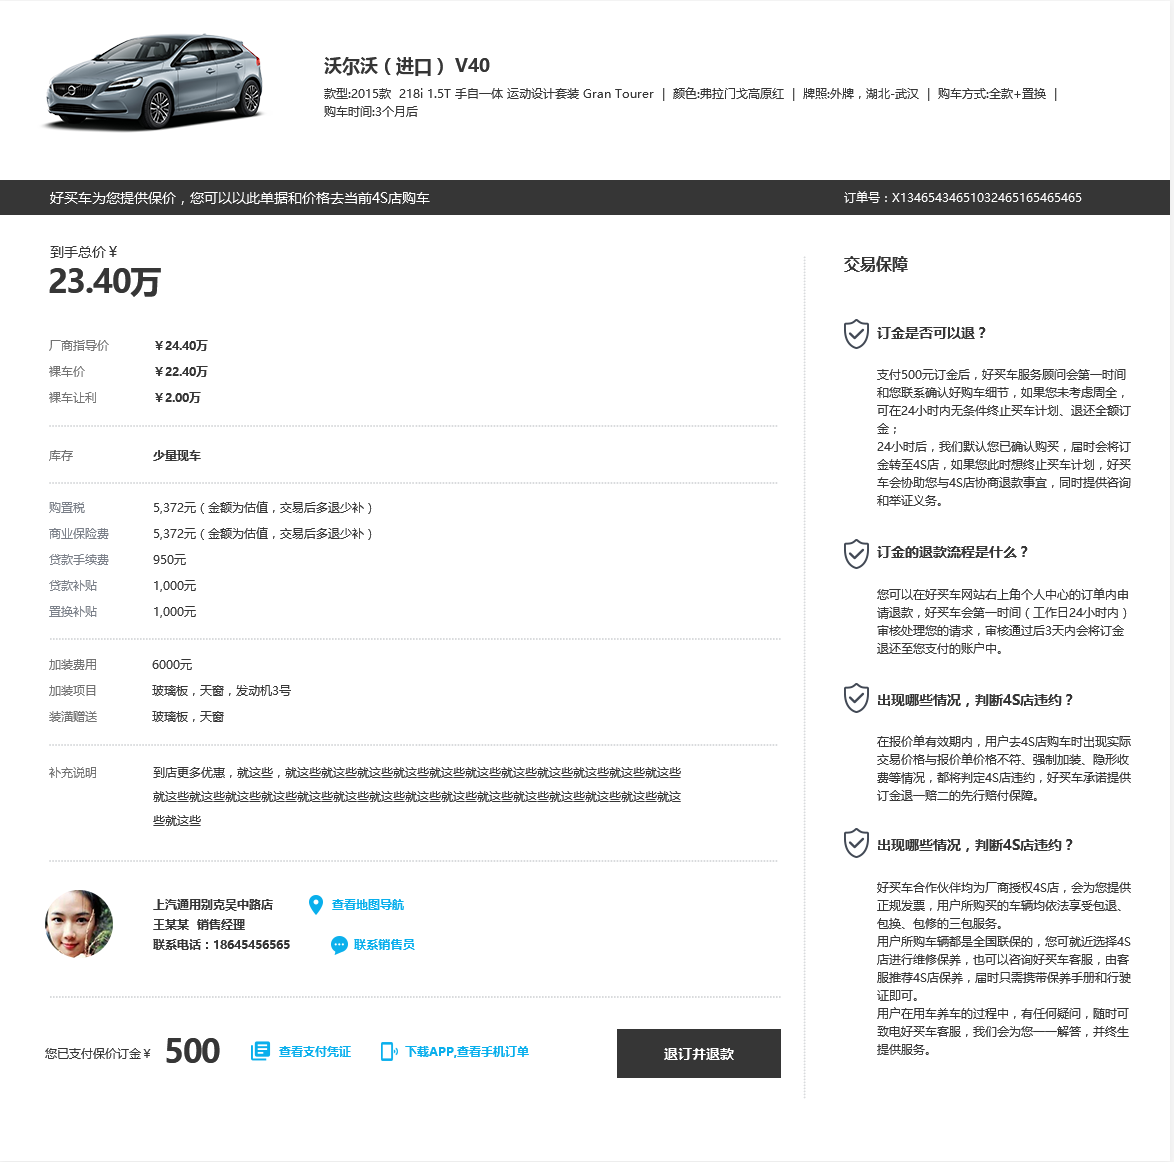 沃尔沃（进口） V40
款型:2015款  218i 1.5T 手自一体 运动设计套装 Gran Tourer  |  颜色:弗拉门戈高原红  |  牌照:外牌，湖北-武汉  |  购车方式:全款+置换  |
购车时间:3个月后
好买车为您提供保价，您可以以此单据和价格去当前4S店购车
订单号：X13465434651032465165465465
到手总价￥
23.40万
厂商指导价 ￥24.40万
裸车价 ￥22.40万
裸车让利 ￥2.00万
库存 少量现车
购置税 5,372元（金额为估值，交易后多退少补）
商业保险费 5,372元（金额为估值，交易后多退少补）
贷款手续费 950元
贷款补贴 1,000元
置换补贴 1,000元
加装费用 6000元
加装项目 玻璃板，天窗，发动机3号
装潢赠送 玻璃板，天窗
补充说明 到店更多优惠，就这些，就这些就这些就这些就这些就这些就这些就这些就这些就这些就这些就这些
就这些就这些就这些就这些就这些就这些就这些就这些就这些就这些就这些就这些就这些就这些就这
些就这些
上汽通用别克吴中路店 查看地图导航
王某某  销售经理
联系电话：18645456565 联系销售员
您已支付保价订金￥ 500 查看支付凭证 下载APP,查看手机订单 退订并退款
交易保障
订金是否可以退？
支付500元订金后，好买车服务顾问会第一时间
和您联系确认好购车细节，如果您未考虑周全，
可在24小时内无条件终止买车计划、退还全额订
金；
24小时后，我们默认您已确认购买，届时会将订
金转至4S店，如果您此时想终止买车计划，好买
车会协助您与4S店协商退款事宜，同时提供咨询
和举证义务。
订金的退款流程是什么？
您可以在好买车网站右上角个人中心的订单内申
请退款，好买车会第一时间（工作日24小时内）
审核处理您的请求，审核通过后3天内会将订金
退还至您支付的账户中。
出现哪些情况，判断4S店违约？
在报价单有效期内，用户去4S店购车时出现实际
交易价格与报价单价格不符、强制加装、隐形收
费等情况，都将判定4S店违约，好买车承诺提供
订金退一赔二的先行赔付保障。
出现哪些情况，判断4S店违约？
好买车合作伙伴均为厂商授权4S店，会为您提供
正规发票，用户所购买的车辆均依法享受包退、
包换、包修的三包服务。
用户所购车辆都是全国联保的，您可就近选择4S
店进行维修保养，也可以咨询好买车客服，由客
服推荐4S店保养，届时只需携带保养手册和行驶
证即可。
用户在用车养车的过程中，有任何疑问，随时可
致电好买车客服，我们会为您一一解答，并终生
提供服务。